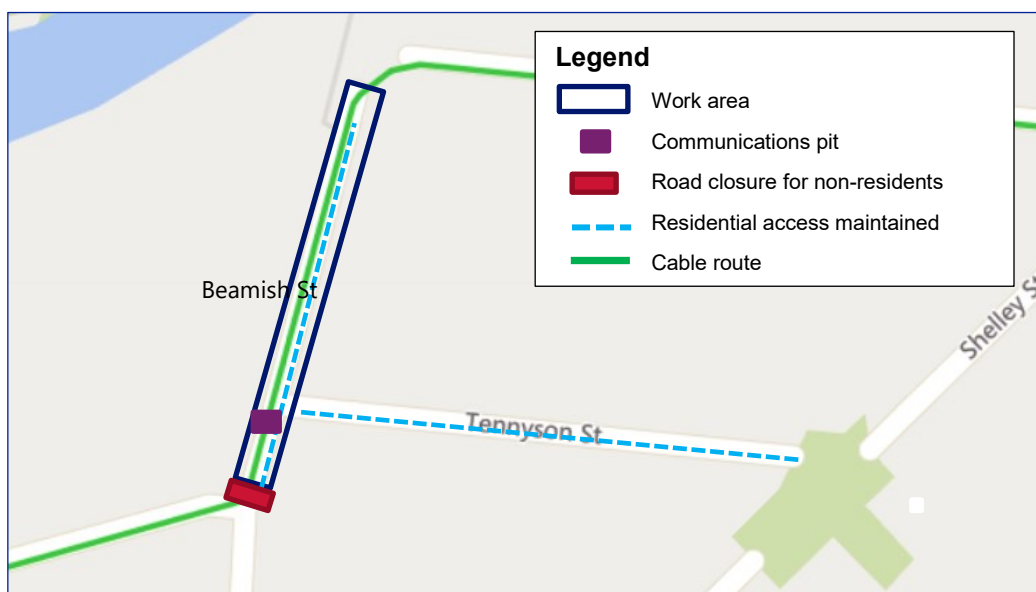 Legend
Work area
Communications pit
Road closure for non-residents
Residential access maintained
Cable route
Beamish St
Shelley St
Tennyson St